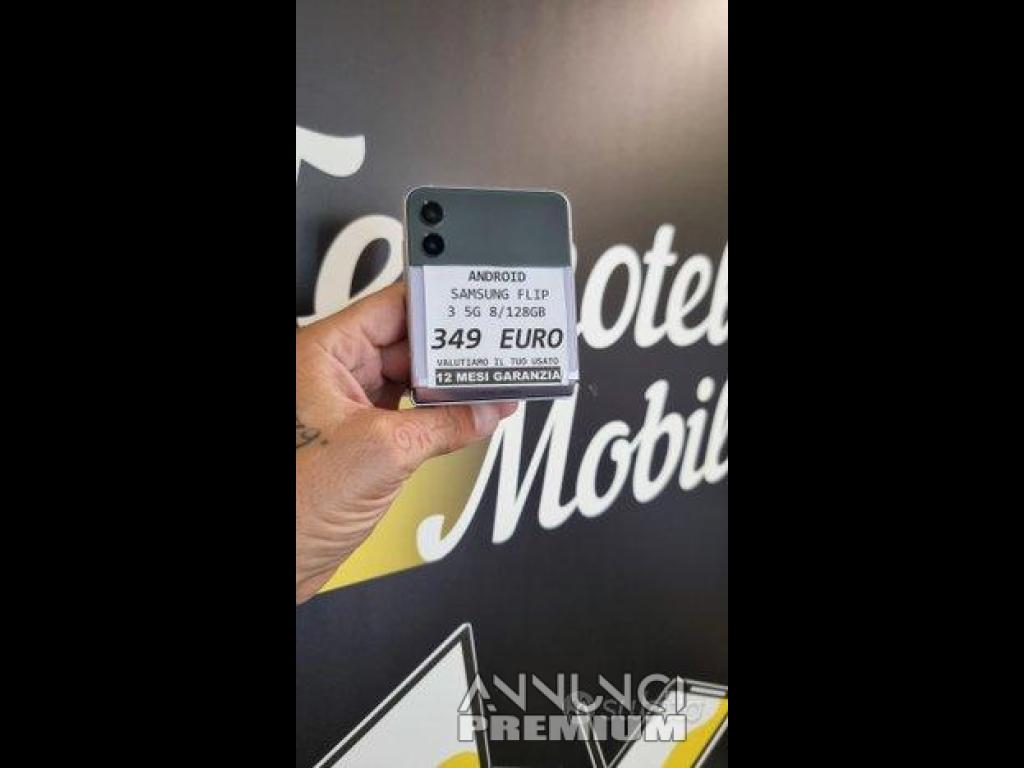 ANDROID
SAMSUNG FLIP
3 5G 8/128GB
349 EURO
VALUTIAMO IL TUO USATO
12 MESI GARANZIA
Mobil
ANNUNCI
PREMIUM